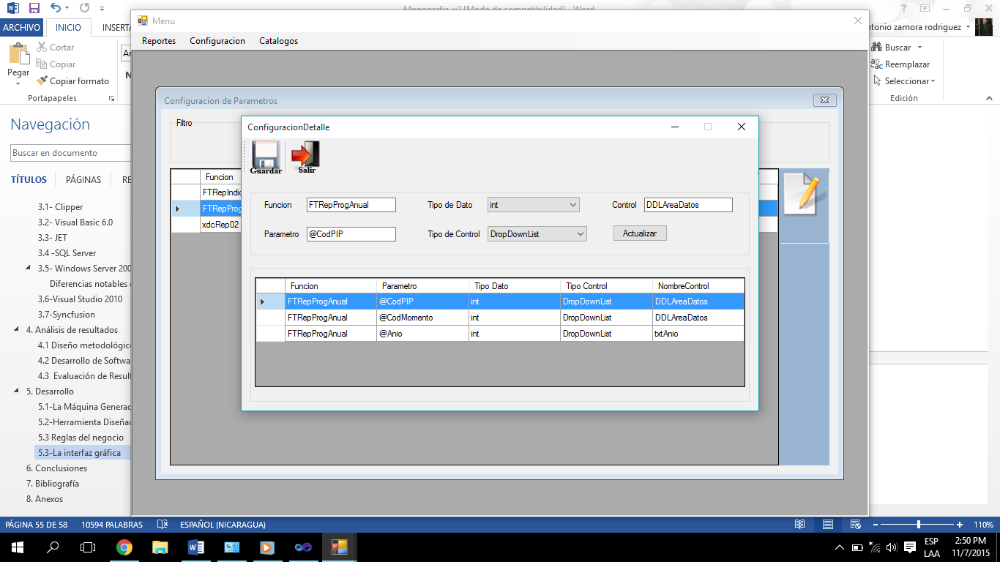 Monografia_v2 [Modo de compatibilidad] - Word
ARCHIVO INICIO INSERTA
ntonio zamora rodriguez
Pegar
Cortar
Copiar
Copiar formato
Portapapeles
Buscar
Reemplazar
Seleccionar
Edición
Menu
Reportes Configuracion Catalogos
Navegación
Buscar en documento
TÍTULOS PÁGINAS RE
3.1- Clipper
3.2- Visual Basic 6.0
3.3- JET
3.4 -SQL Server
3.5- Windows Server 200
Diferencias notables
3.6-Visual Studio 2010
3.7-Syncfusion
4. Análisis de resultados
4.1 Diseño metodológico
4.2 Desarrollo de Softwa
4.3 Evaluación de Result
5. Desarrollo
5.1-La Máquina Generac
5.2-Herramienta Diseñac
5.3 Reglas del negocio
5.3-La interfaz gráfica
6. Conclusiones
7. Bibliografía
8. Anexos
Configuracion de Parametros
Filtro
Funcion
FTRepIndic
FTRepProg
xdcRep02
ConfiguracionDetalle
Guardar Salir
Funcion FTRepProgAnual Tipo de Dato int Control DDLAreaDatos
Parametro @CodPIP Tipo de Control DropDownList Actualizar
Funcion Parametro Tipo Dato Tipo Control NombreControl
FTRepProgAnual @CodPIP int DropDownList DDLAreaDatos
FTRepProgAnual @CodMomento int DropDownList DDLAreaDatos
FTRepProgAnual @Anio int DropDownList txtAnio
PÁGINA 55 DE 58 10594 PALABRAS ESPAÑOL (NICARAGUA) 110%
ESP
LAA
2:50 PM
11/7/2015